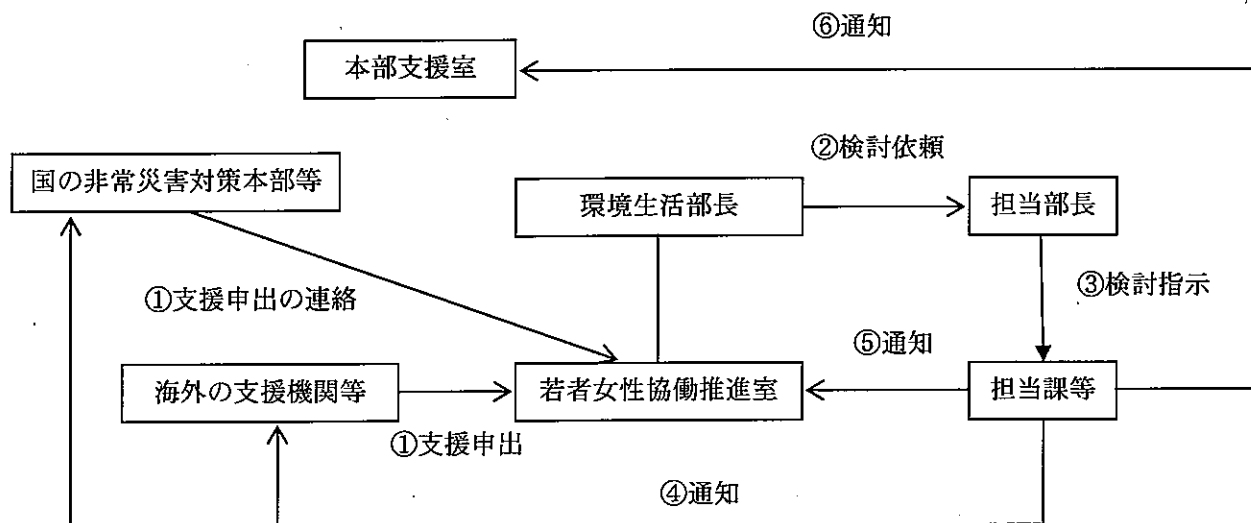 ⑥通知
本部支援室
②検討依頼
国の非常災害対策本部等
環境生活部長
担当部長
③検討指示
①支援申出の連絡
⑤通知
海外の支援機関等
若者女性協働推進室
担当課等
①支援申出
④通知